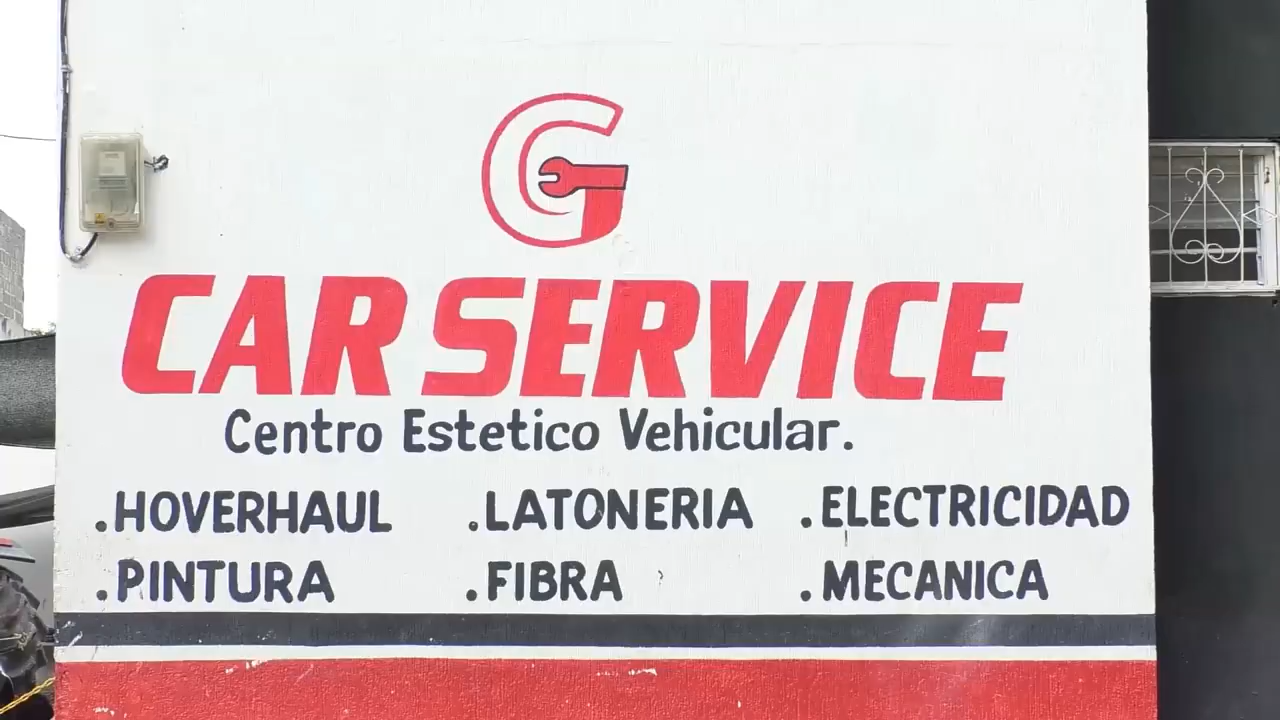 G
CAR SERVICE
Centro Estetico Vehicular.
.HOVERHAUL .LATONERIA .ELECTRICIDAD
.PINTURA .FIBRA .MECANICA